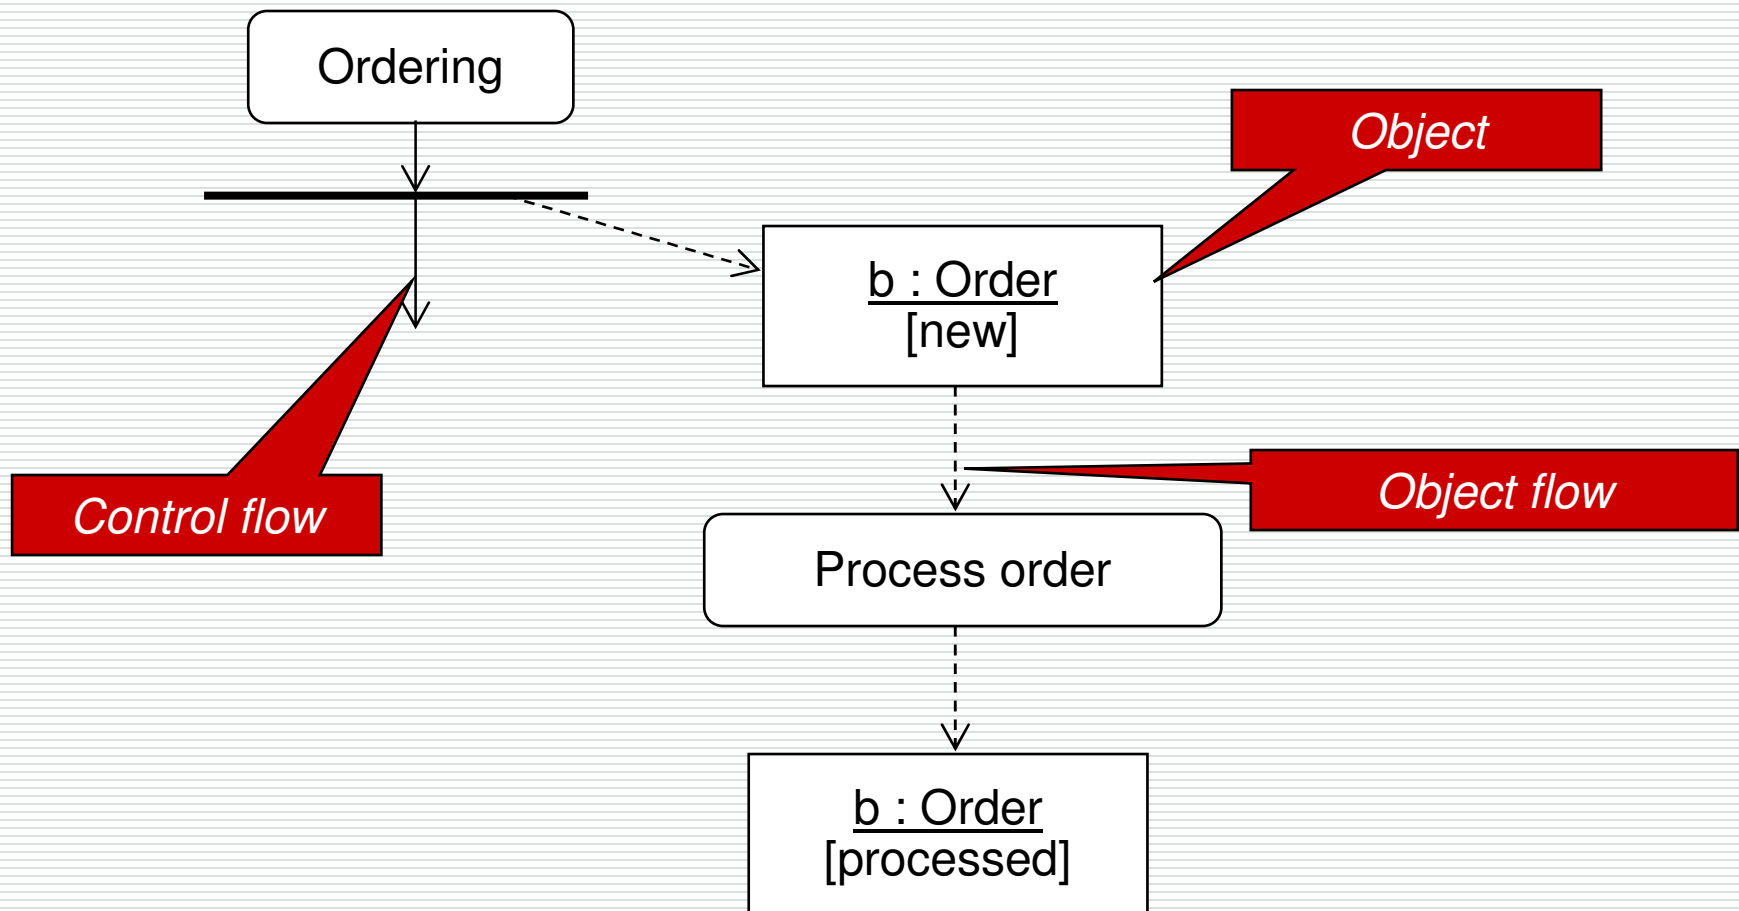 Ordering
Object
b : Order
[new]
Control flow
Object flow
Process order
b : Order
[processed]